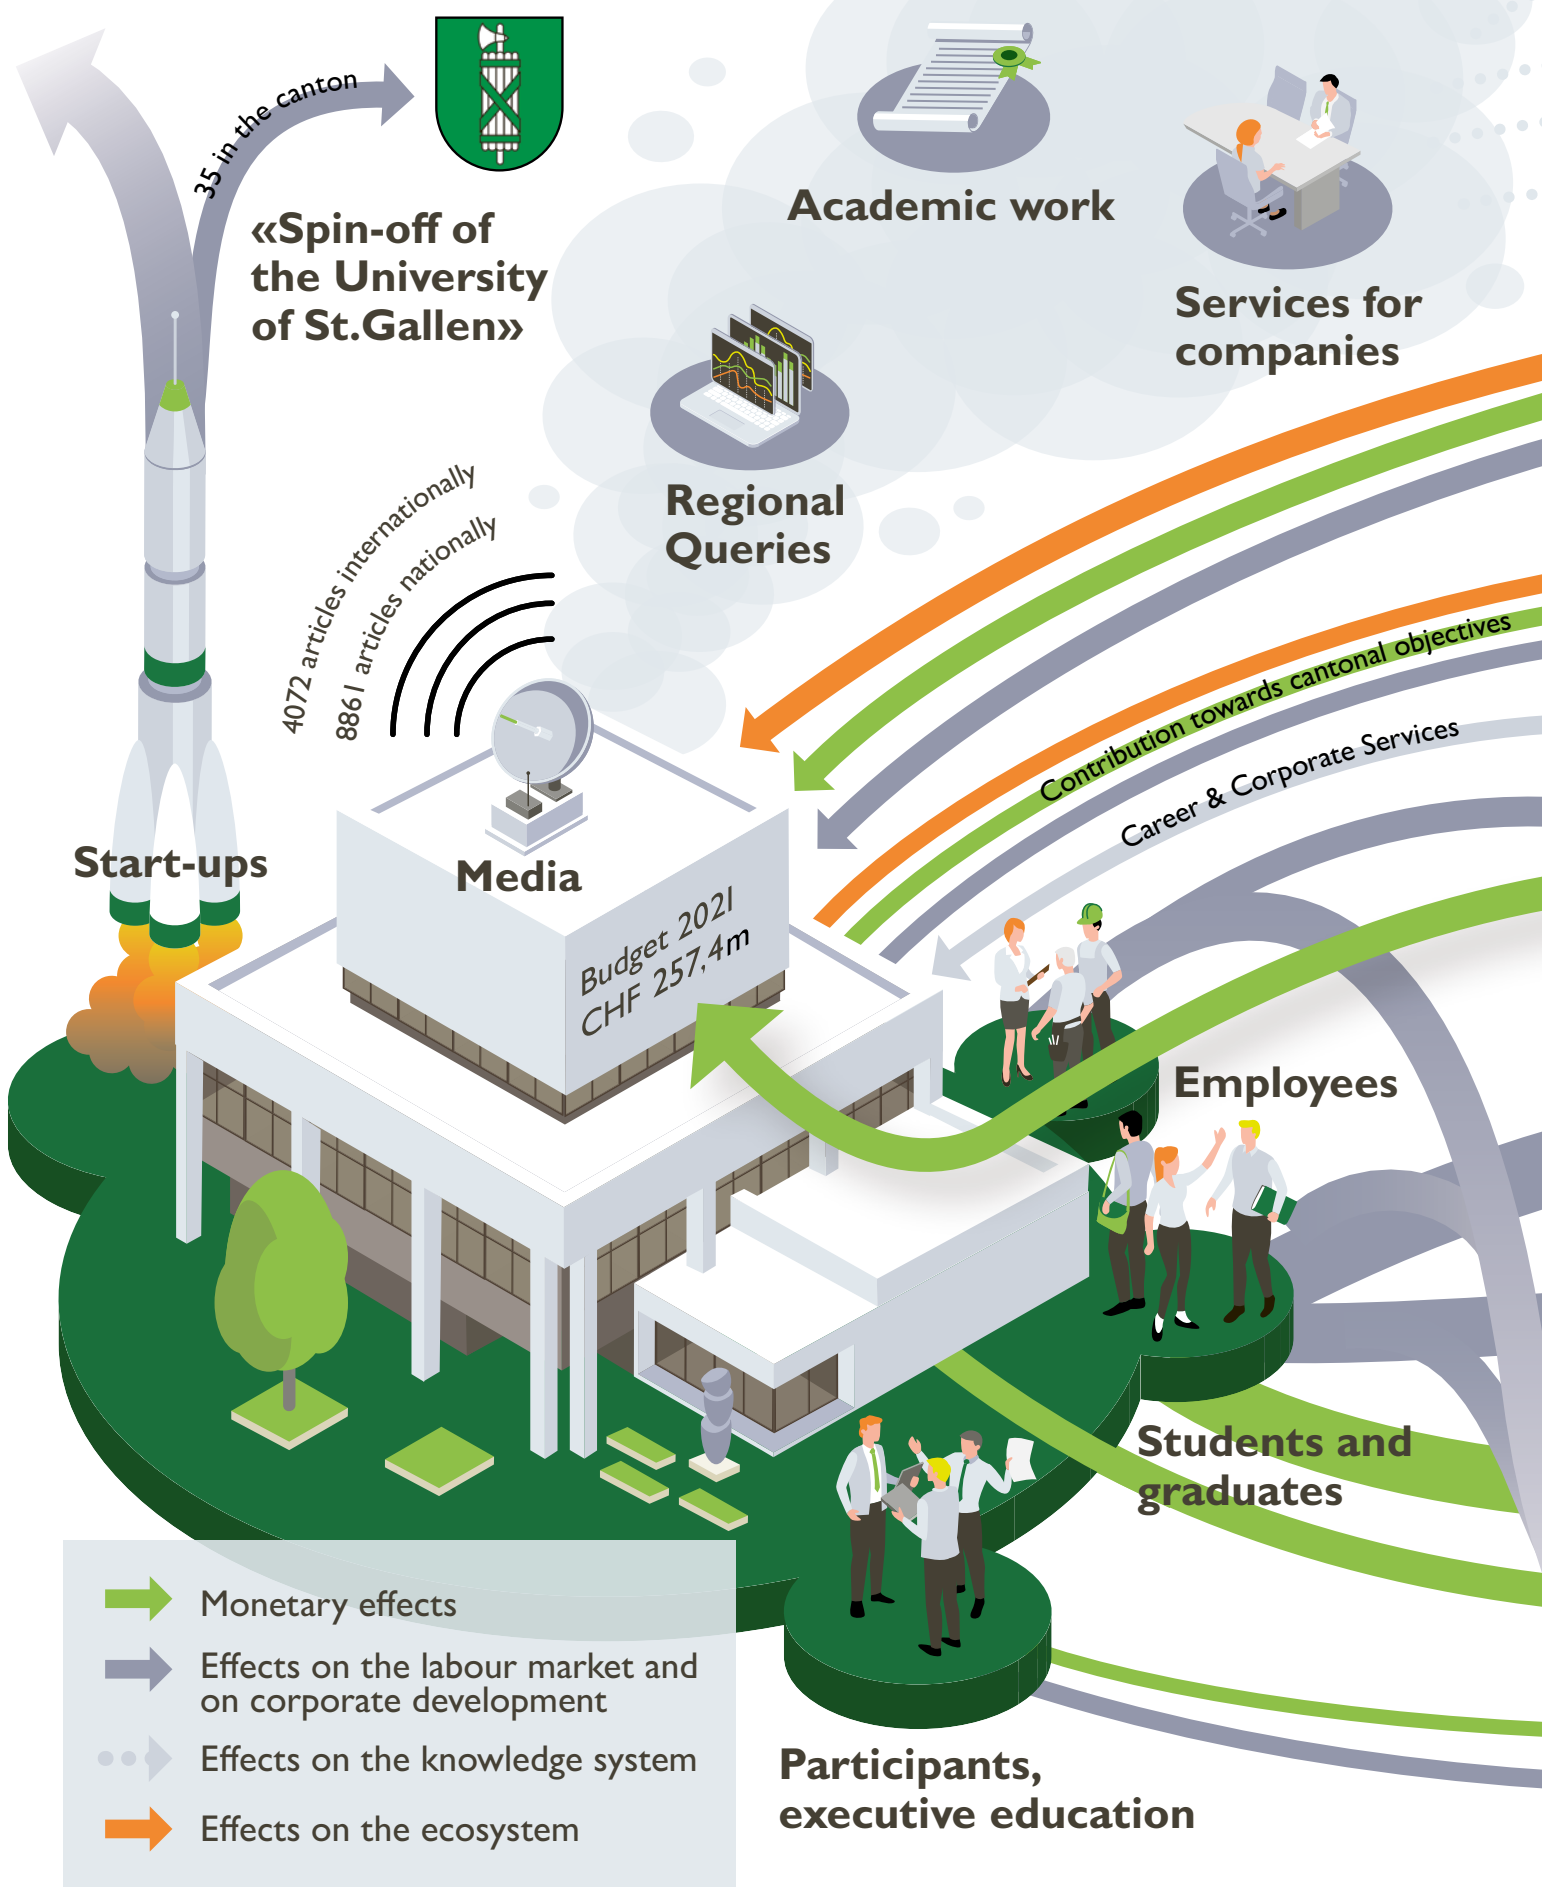 35 in the canton
«Spin-off of
the University
of St.Gallen»
Academic work
Services for
companies
Regional
Queries
4072 articles internationally
8861 articles nationally
Contribution towards cantonal objectives
Career & Corporate Services
Start-ups
Media
Budget 2021
CHF 257,4m
Employees
Students and
graduates
Participants,
executive education
Monetary effects
Effects on the labour market and
on corporate development
Effects on the knowledge system
Effects on the ecosystem